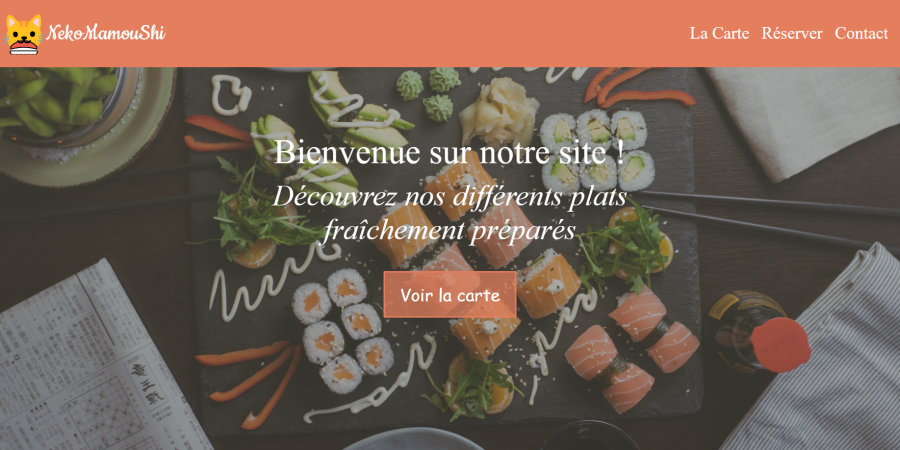 NekoMamouShi
La Carte Réserver Contact
Bienvenue sur notre site !
Découvrez nos différents plats
fraîchement préparés
Voir la carte